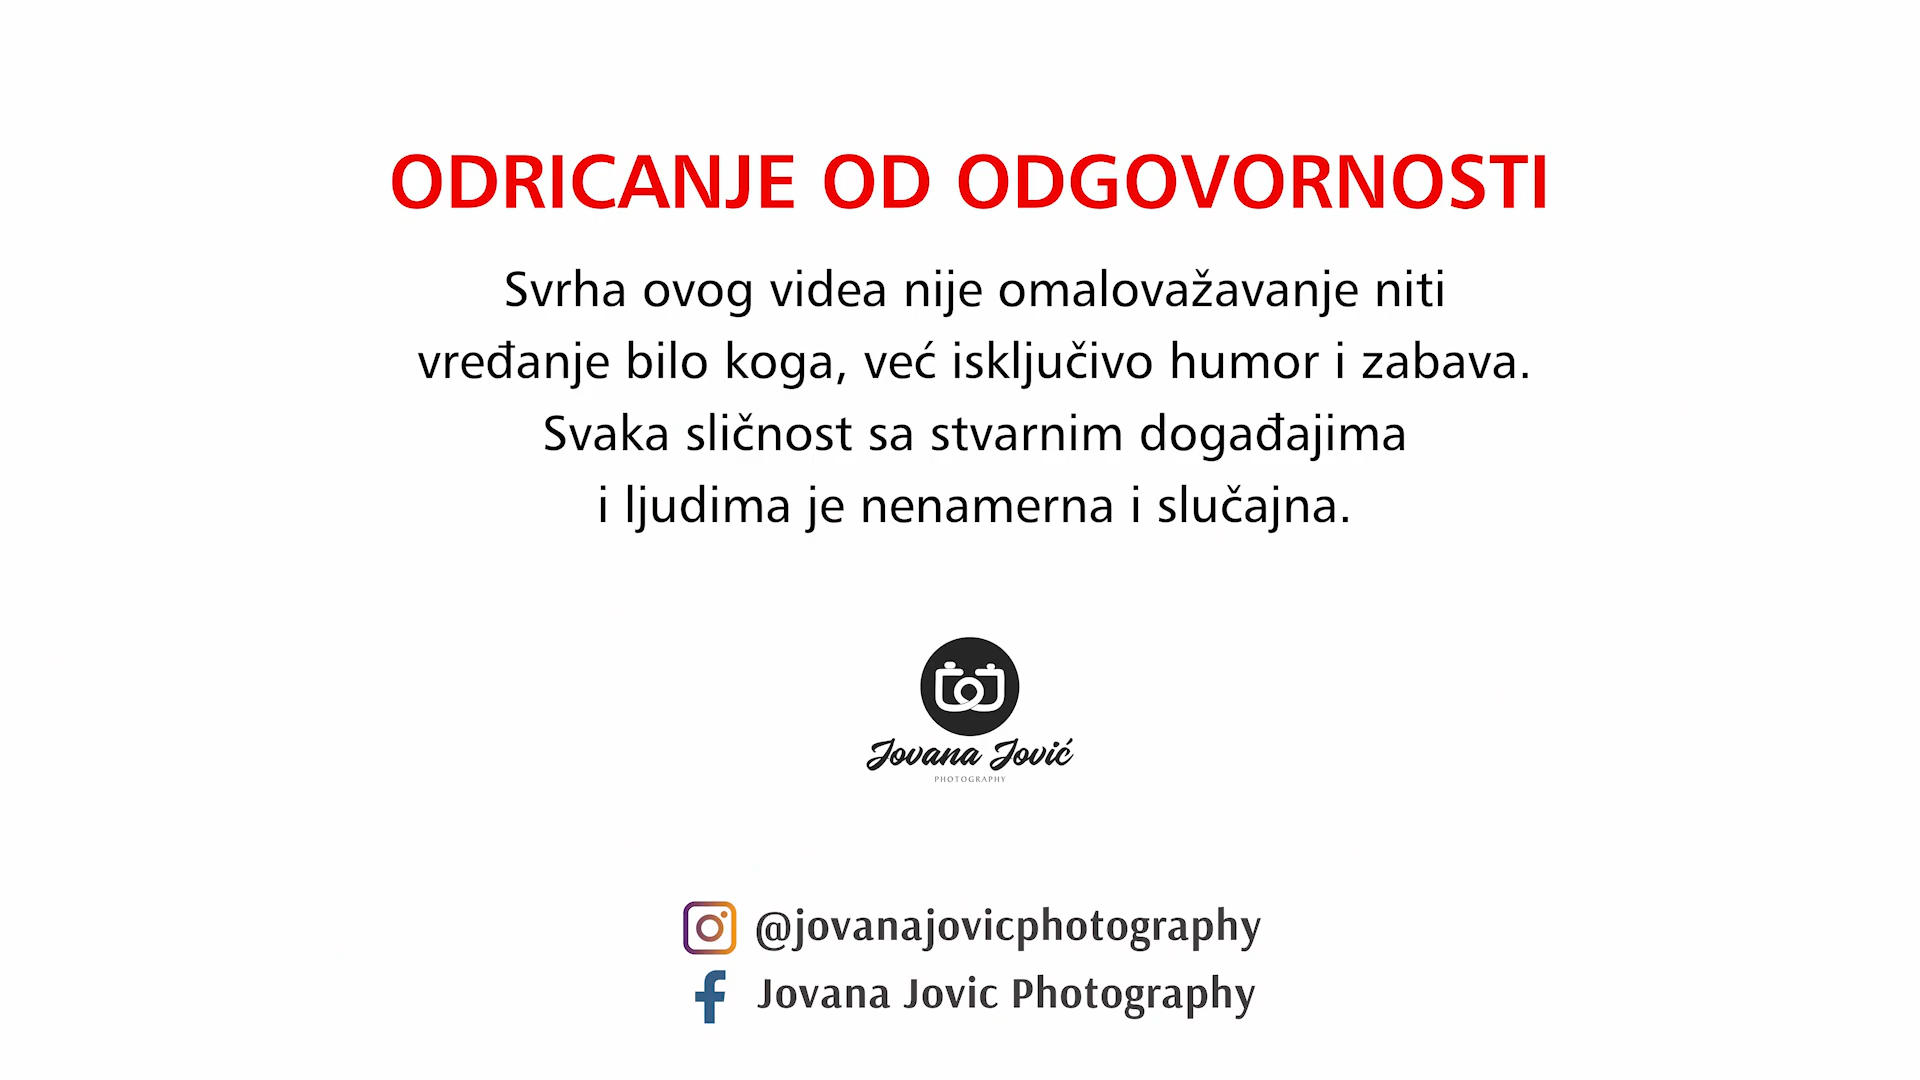 ODRICANJE OD ODGOVORNOSTI
Svrha ovog videa nije omalovažavanje niti
vređanje bilo koga, već isključivo humor i zabava.
Svaka sličnost sa stvarnim događajima
i ljudima je nenamerna i slučajna.
Jovana Jović
PHOTOGRAPHY
@jovanajovicphotography
Jovana Jovic Photography